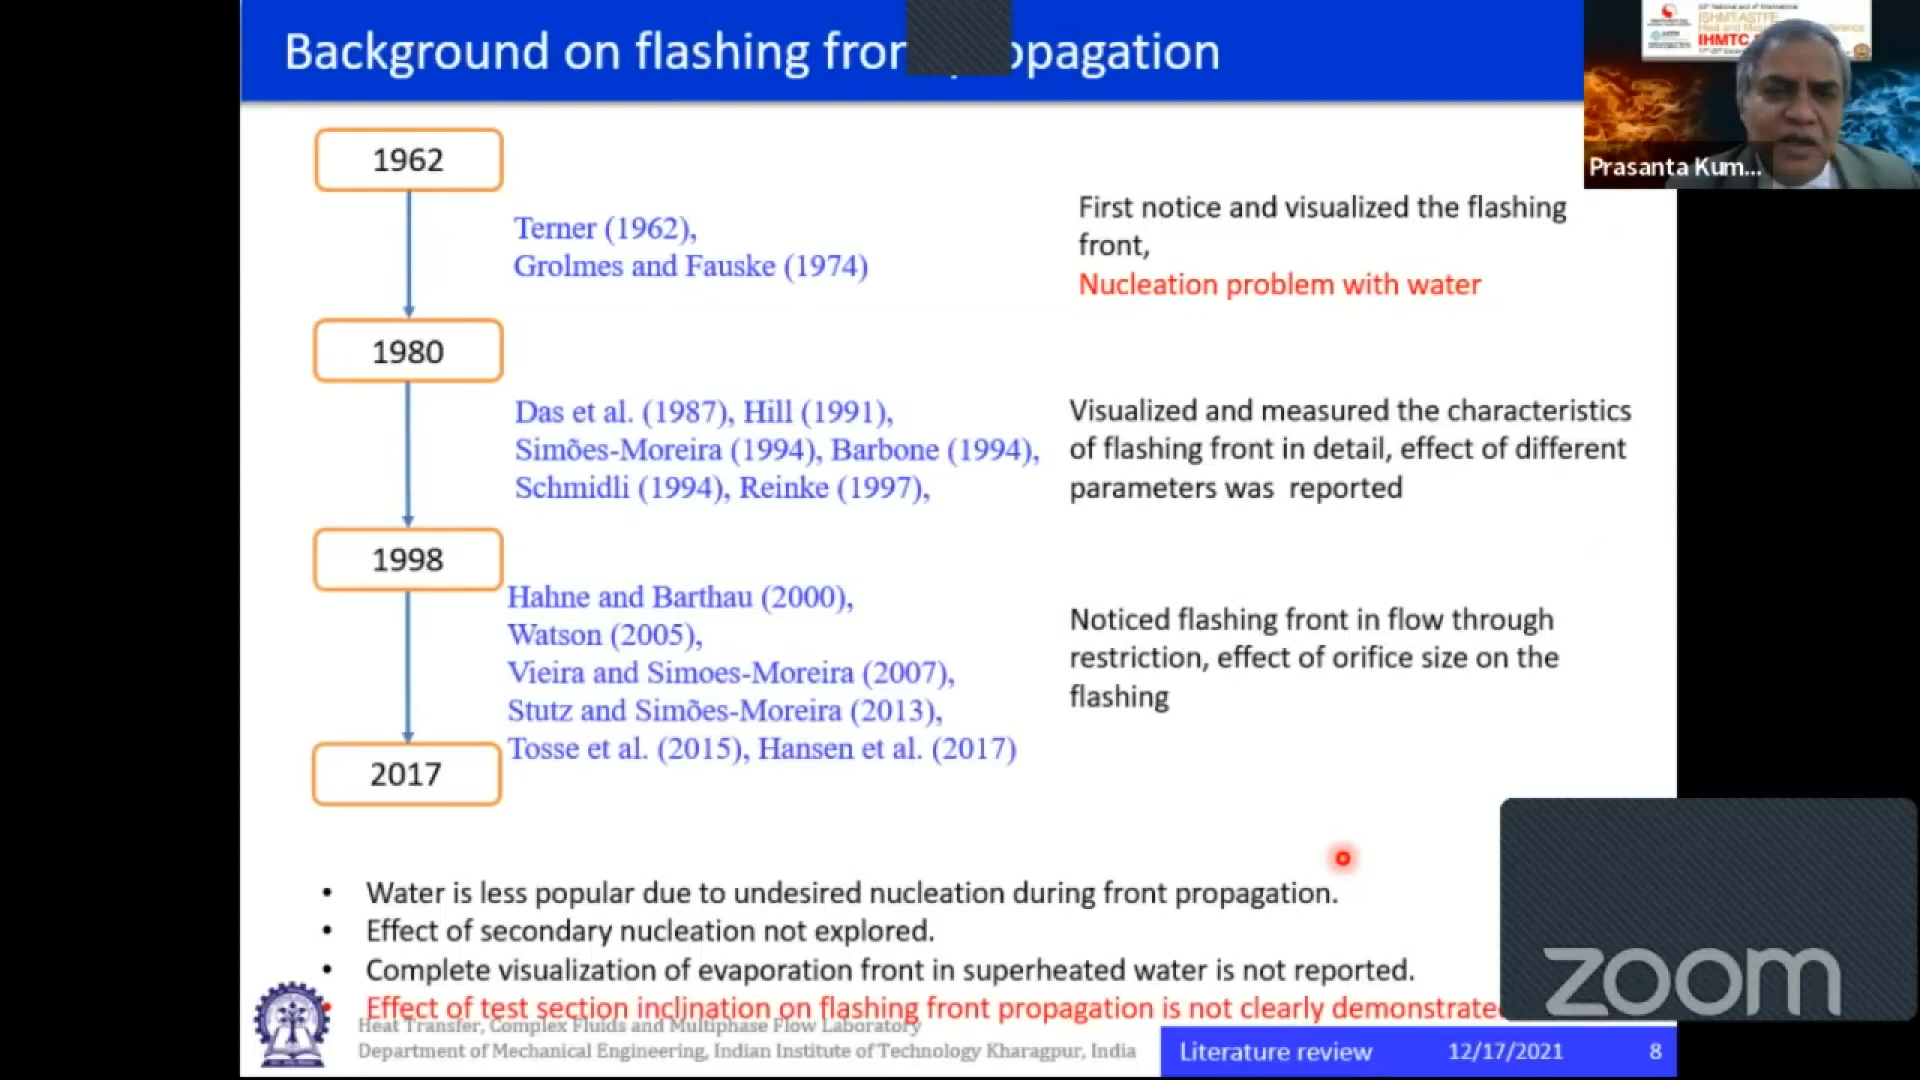 Background on flashing fron opagation
1962
Terner (1962),
Grolmes and Fauske (1974)
First notice and visualized the flashing
front,
Nucleation problem with water
1980
Das et al. (1987), Hill (1991),
Simões-Moreira (1994), Barbone (1994),
Schmidli (1994), Reinke (1997),
Visualized and measured the characteristics
of flashing front in detail, effect of different
parameters was reported
1998
Hahne and Barthau (2000),
Watson (2005),
Vieira and Simoes-Moreira (2007),
Stutz and Simões-Moreira (2013),
Tosse et al. (2015), Hansen et al. (2017)
Noticed flashing front in flow through
restriction, effect of orifice size on the
flashing
2017
• Water is less popular due to undesired nucleation during front propagation.
• Effect of secondary nucleation not explored.
• Complete visualization of evaporation front in superheated water is not reported.
• Effect of test section inclination on flashing front propagation is not clearly demonstrated
Heat Transfer, Complex Fluids and Multiphase Flow Laboratory
Department of Mechanical Engineering, Indian Institute of Technology Kharagpur, India
Literature review 12/17/2021 8
ISHMT-ASTFE
IHMTC
Prasanta Kum...
zoom